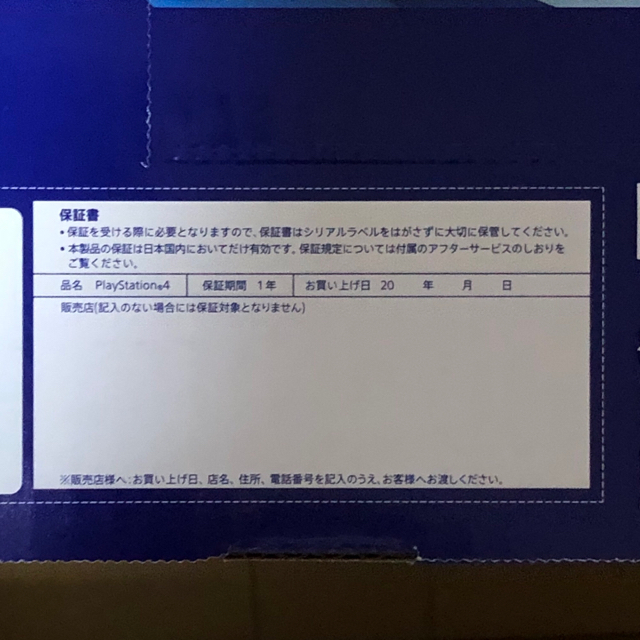 保証書
・保証を受ける際に必要となりますので、保証書はシリアルラベルをはがさずに大切に保管してください。
・本製品の保証は日本国内においてだけ有効です。保証規定については付属のアフターサービスのしおりを
ご覧ください。
品名 PlayStation®4 保証期間 1年 お買い上げ日 20 年 月 日
販売店(記入のない場合には保証対象となりません)
※販売店様へ:お買い上げ日、店名、住所、電話番号を記入のうえ、お客様へお渡しください。